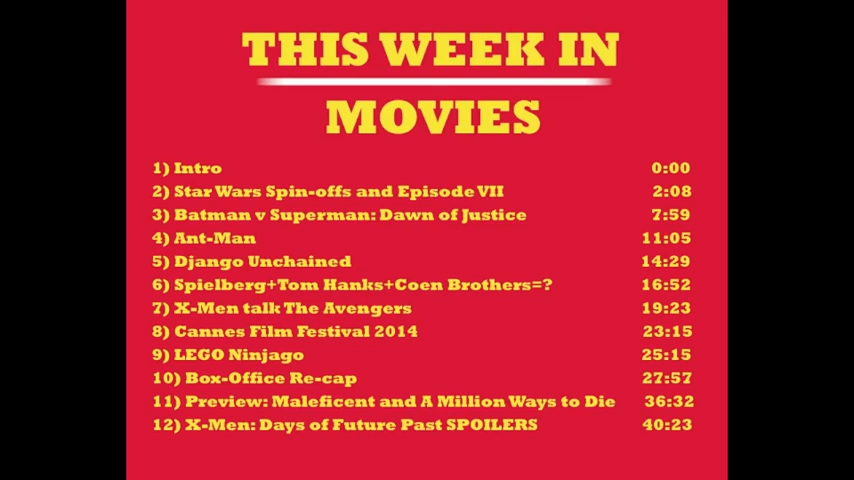 THIS WEEK IN
MOVIES
1) Intro 0:00
2) Star Wars Spin-offs and Episode VII 2:08
3) Batman v Superman: Dawn of Justice 7:59
4) Ant-Man 11:05
5) Django Unchained 14:29
6) Spielberg+Tom Hanks+Coen Brothers=? 16:52
7) X-Men talk The Avengers 19:23
8) Cannes Film Festival 2014 23:15
9) LEGO Ninjago 25:15
10) Box-Office Re-cap 27:57
11) Preview: Maleficent and A Million Ways to Die 36:32
12) X-Men: Days of Future Past SPOILERS 40:23